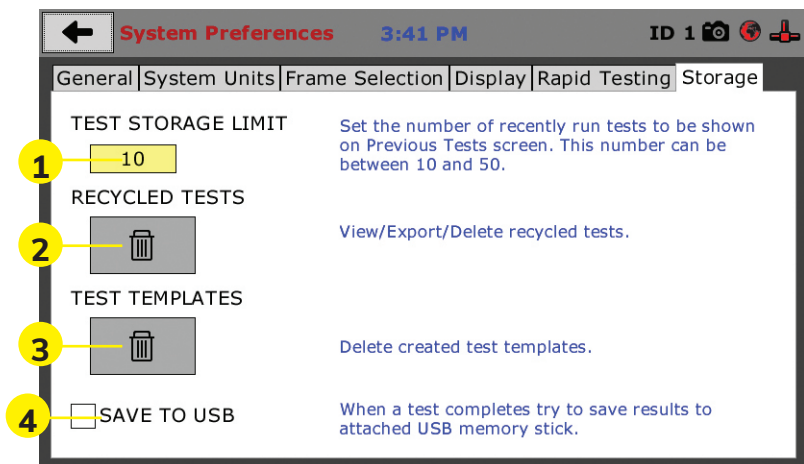 System Preferences 3:41 PM ID 1
General System Units Frame Selection Display Rapid Testing Storage
TEST STORAGE LIMIT
Set the number of recently run tests to be shown
on Previous Tests screen. This number can be
between 10 and 50.
1 10
RECYCLED TESTS
2
View/Export/Delete recycled tests.
TEST TEMPLATES
3
Delete created test templates.
4 SAVE TO USB
When a test completes try to save results to
attached USB memory stick.